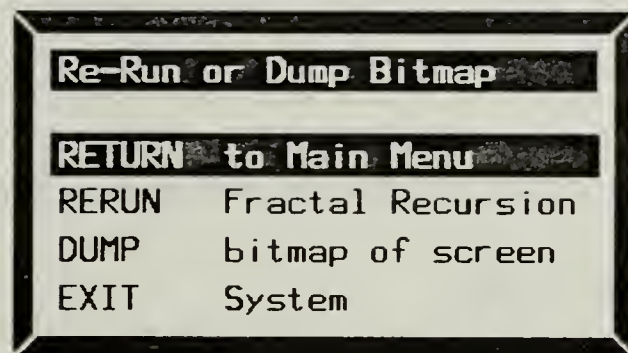 Re-Run or Dump Bitmap
RETURN to Main Menu
RERUN Fractal Recursion
DUMP bitmap of screen
EXIT System